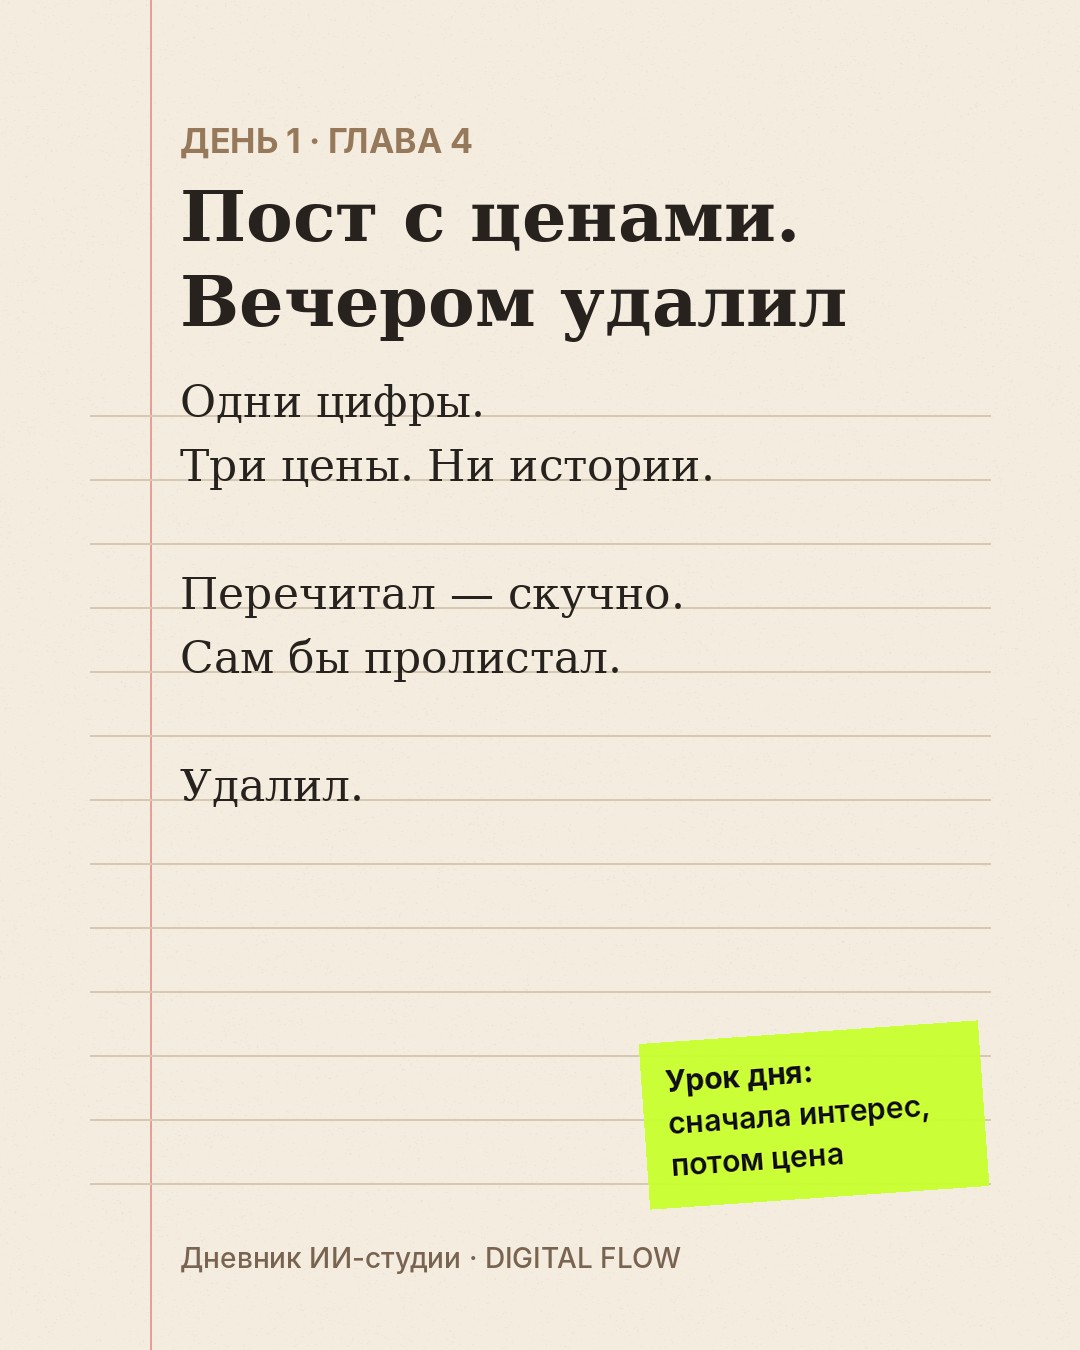 ДЕНЬ 1 · ГЛАВА 4
Пост с ценами.
Вечером удалил
Одни цифры.
Три цены. Ни истории.
Перечитал — скучно.
Сам бы пролистал.
Удалил.
Урок дня:
сначала интерес,
потом цена
Дневник ИИ-студии · DIGITAL FLOW